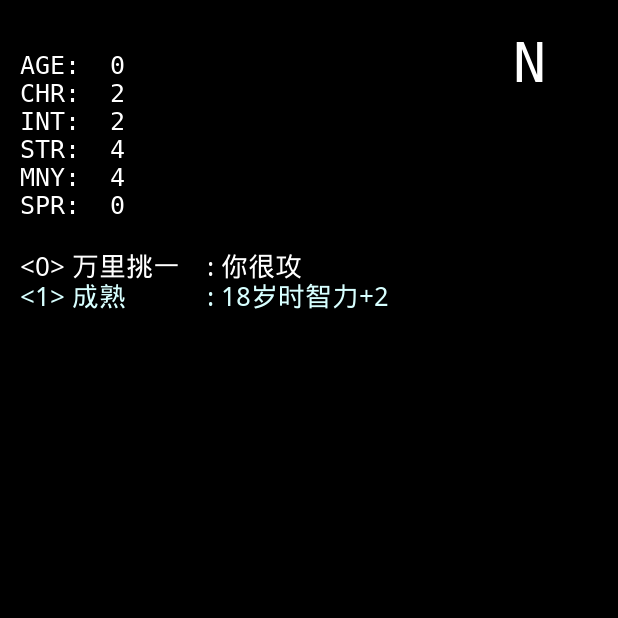 N
AGE: 0
CHR: 2
INT: 2
STR: 4
MNY: 4
SPR: 0
<0> 万里挑一 : 你很攻
<1> 成熟 : 18岁时智力+2